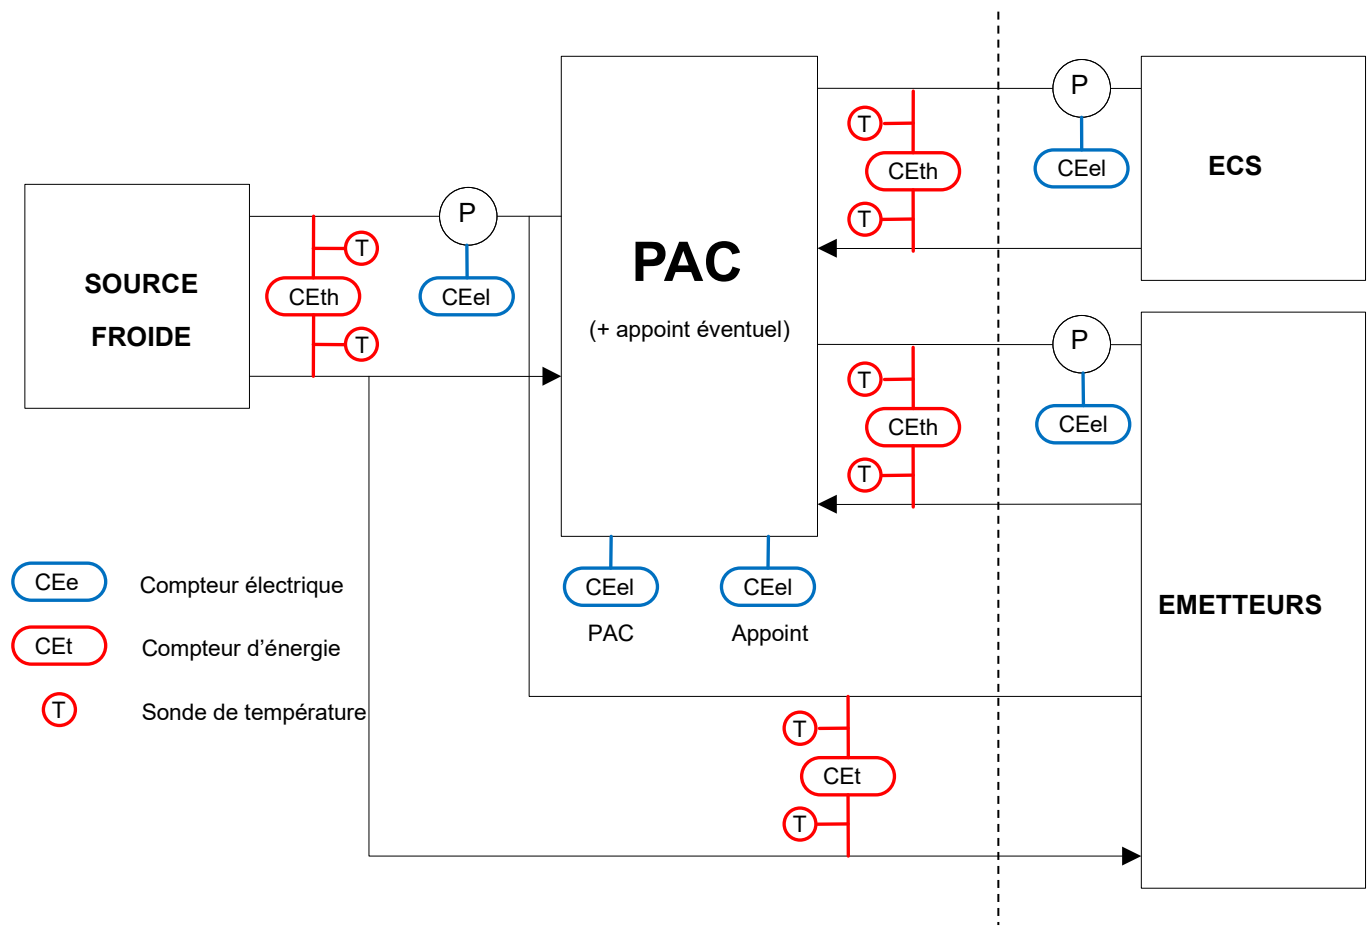 P
T
CEth
CEel
T
ECS
SOURCE
FROIDE
T
CEth
T
P
CEel
PAC
(+ appoint éventuel)
P
T
CEth
CEel
T
CEel
CEel
PAC
Appoint
EMETTEURS
CEe
Compteur électrique
CEt
Compteur d’énergie
T
Sonde de température
T
CEt
T